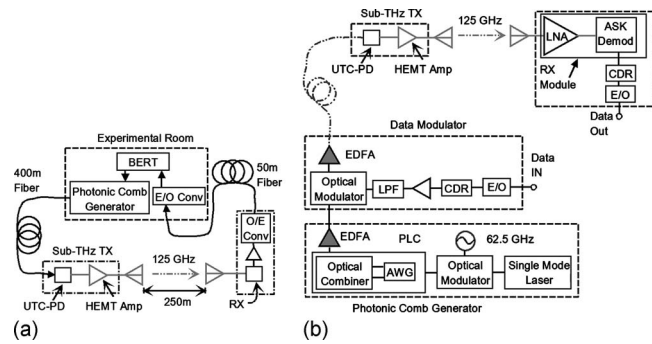 Experimental Room
BERT
400m
Fiber
Photonic Comb
Generator
E/O Conv
50m
Fiber
O/E
Conv
Sub-THz TX
125 GHz
UTC-PD
HEMT Amp
250m
RX
(a)
Sub-THz TX
125 GHz
UTC-PD
HEMT Amp
LNA
ASK
Demod
RX
Module
CDR
E/O
Data
Out
Data Modulator
EDFA
Data
IN
Optical
Modulator
LPF
CDR
E/O
EDFA
PLC
62.5 GHz
Optical
Combiner
AWG
Optical
Modulator
Single Mode
Laser
Photonic Comb Generator
(b)